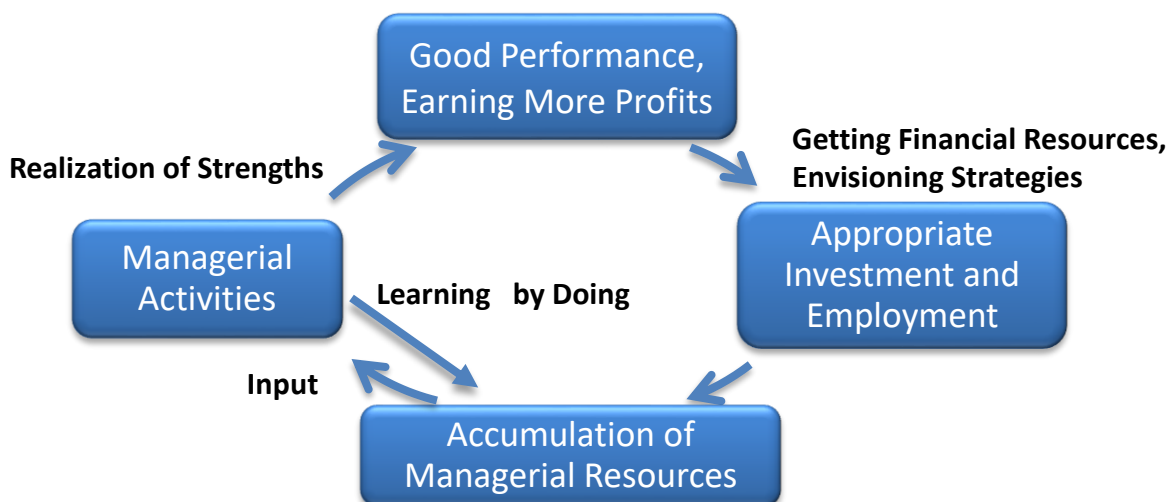 Good Performance,
Earning More Profits
Realization of Strengths
Getting Financial Resources,
Envisioning Strategies
Managerial
Activities
Appropriate
Investment and
Employment
Learning by Doing
Input
Accumulation of
Managerial Resources